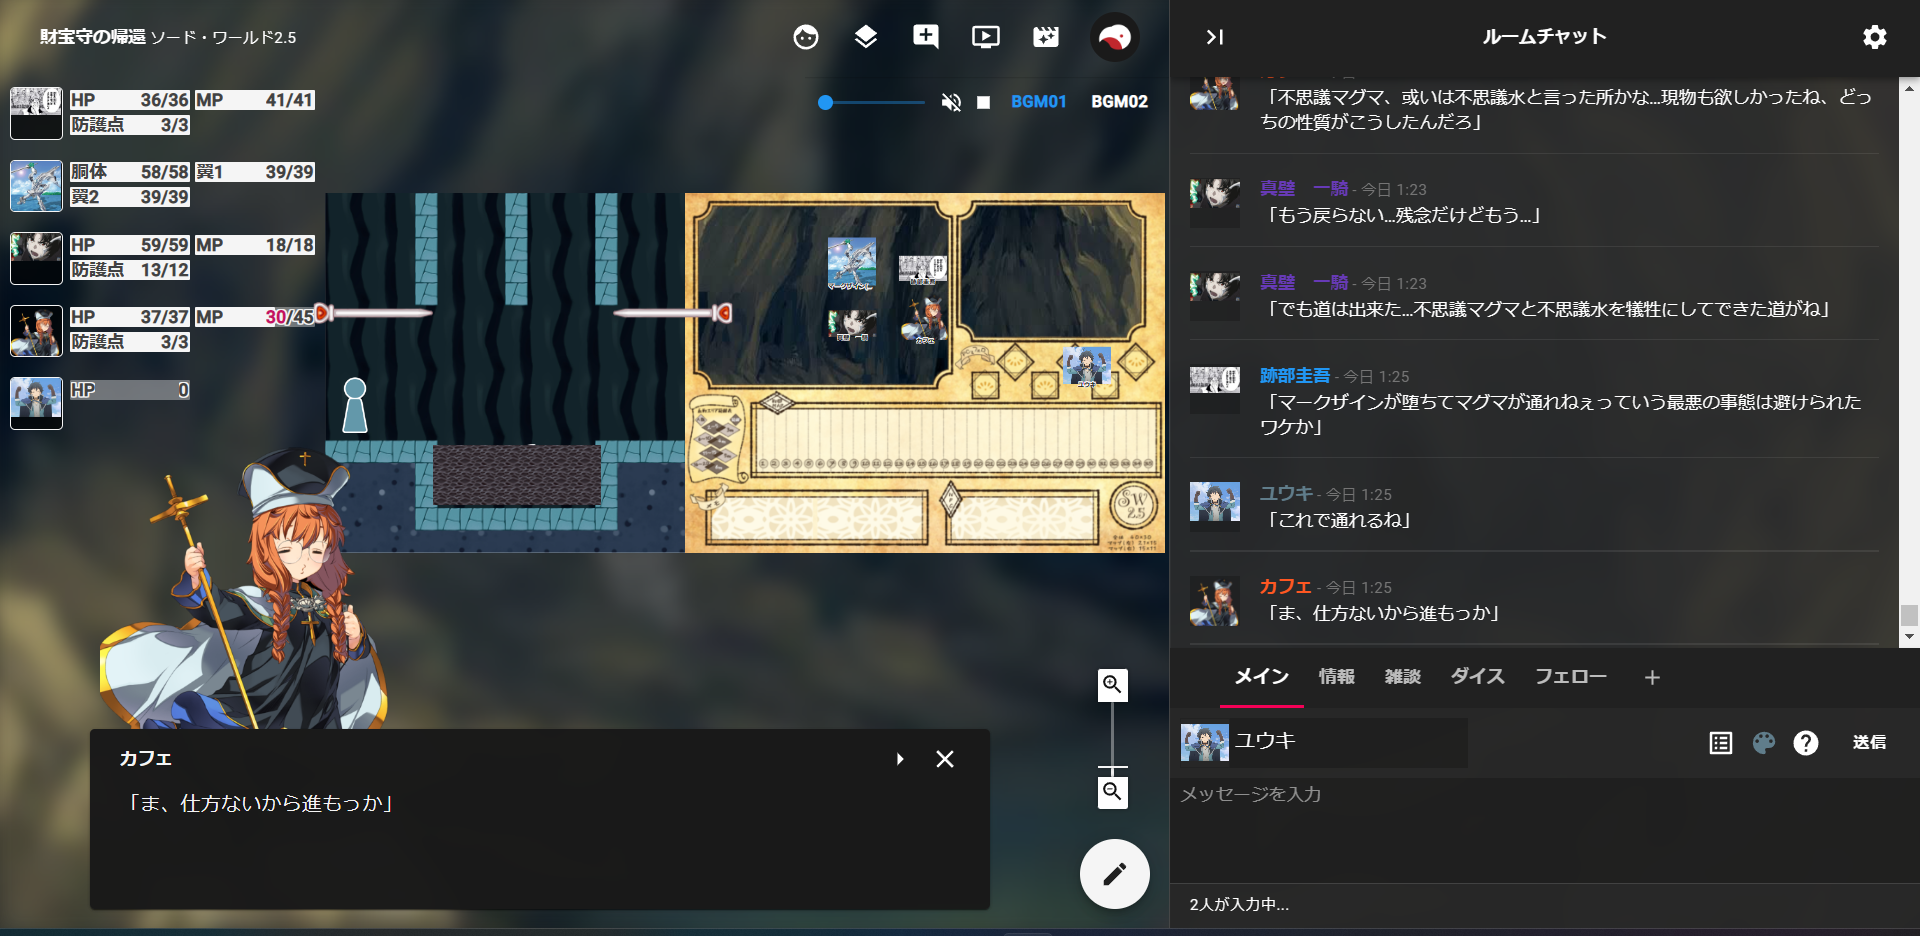 財宝守の帰還 ソード・ワールド2.5
HP 36/36 MP 41/41
防護点 3/3
胴体 58/58 翼1 39/39
翼2 39/39
HP 59/59 MP 18/18
防護点 13/12
HP 37/37 MP 30/45
防護点 3/3
HP 0
BGM01 BGM02
カフェ
ユウキ
SW
2.5
カフェ
「ま、仕方ないから進もっか」
ルームチャット
「不思議マグマ、或いは不思議水と言った所かな…現物も欲しかったね、どっ
ちの性質がこうしたんだろ」
真壁　一騎 - 今日 1:23
「もう戻らない…残念だけどもう…」
真壁　一騎 - 今日 1:23
「でも道は出来た…不思議マグマと不思議水を犠牲にしてできた道がね」
跡部圭吾 - 今日 1:25
「マークザインが堕ちてマグマが通れねぇっていう最悪の事態は避けられた
ワケか」
ユウキ - 今日 1:25
「これで通れるね」
カフェ - 今日 1:25
「ま、仕方ないから進もっか」
メイン 情報 雑談 ダイス フェロー ＋
ユウキ 送信
メッセージを入力
2人が入力中...